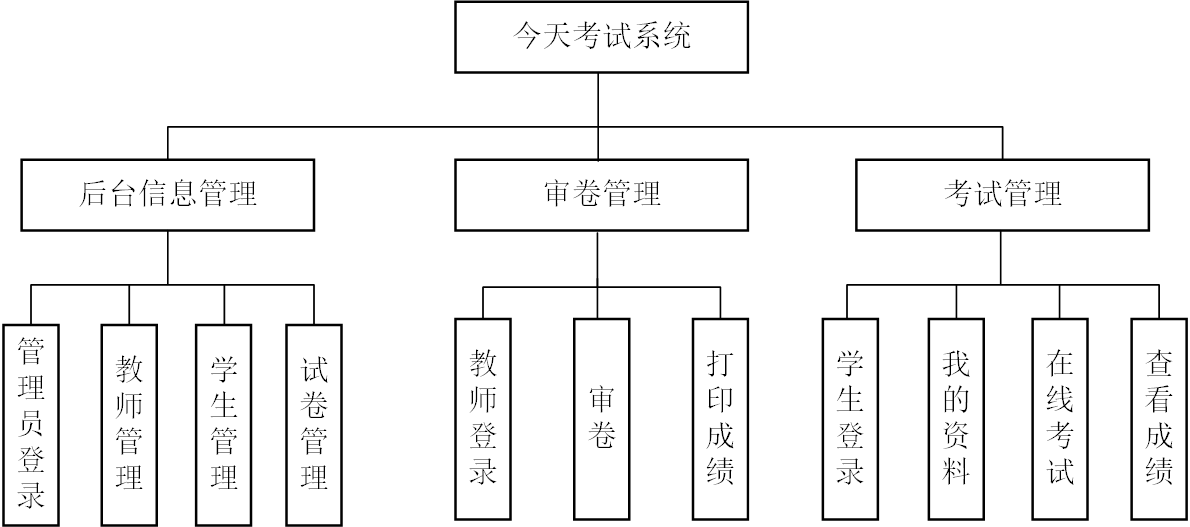 今天考试系统
后台信息管理
审卷管理
考试管理
管理员登录
教师管理
学生管理
试卷管理
教师登录
审卷
打印成绩
学生登录
我的资料
在线考试
查看成绩